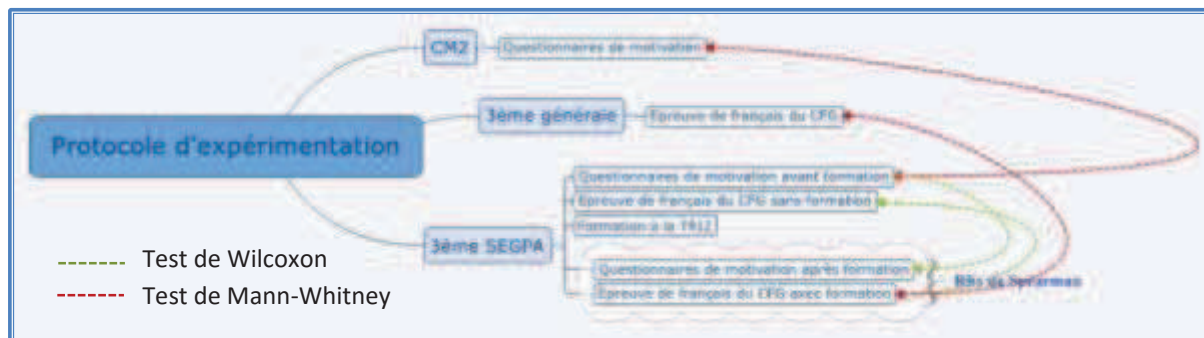 CM2
Questionnaires de motivation
3ème générale
Epreuve de français du CFG
Protocole d'expérimentation
Questionnaires de motivation avant formation
Epreuve de français du CFG sans formation
Formation à la
3ème SEGPA
Questionnaires de motivation après formation
Epreuve de français du CFG avec formation
Test de Wilcoxon
Test de Mann-Whitney